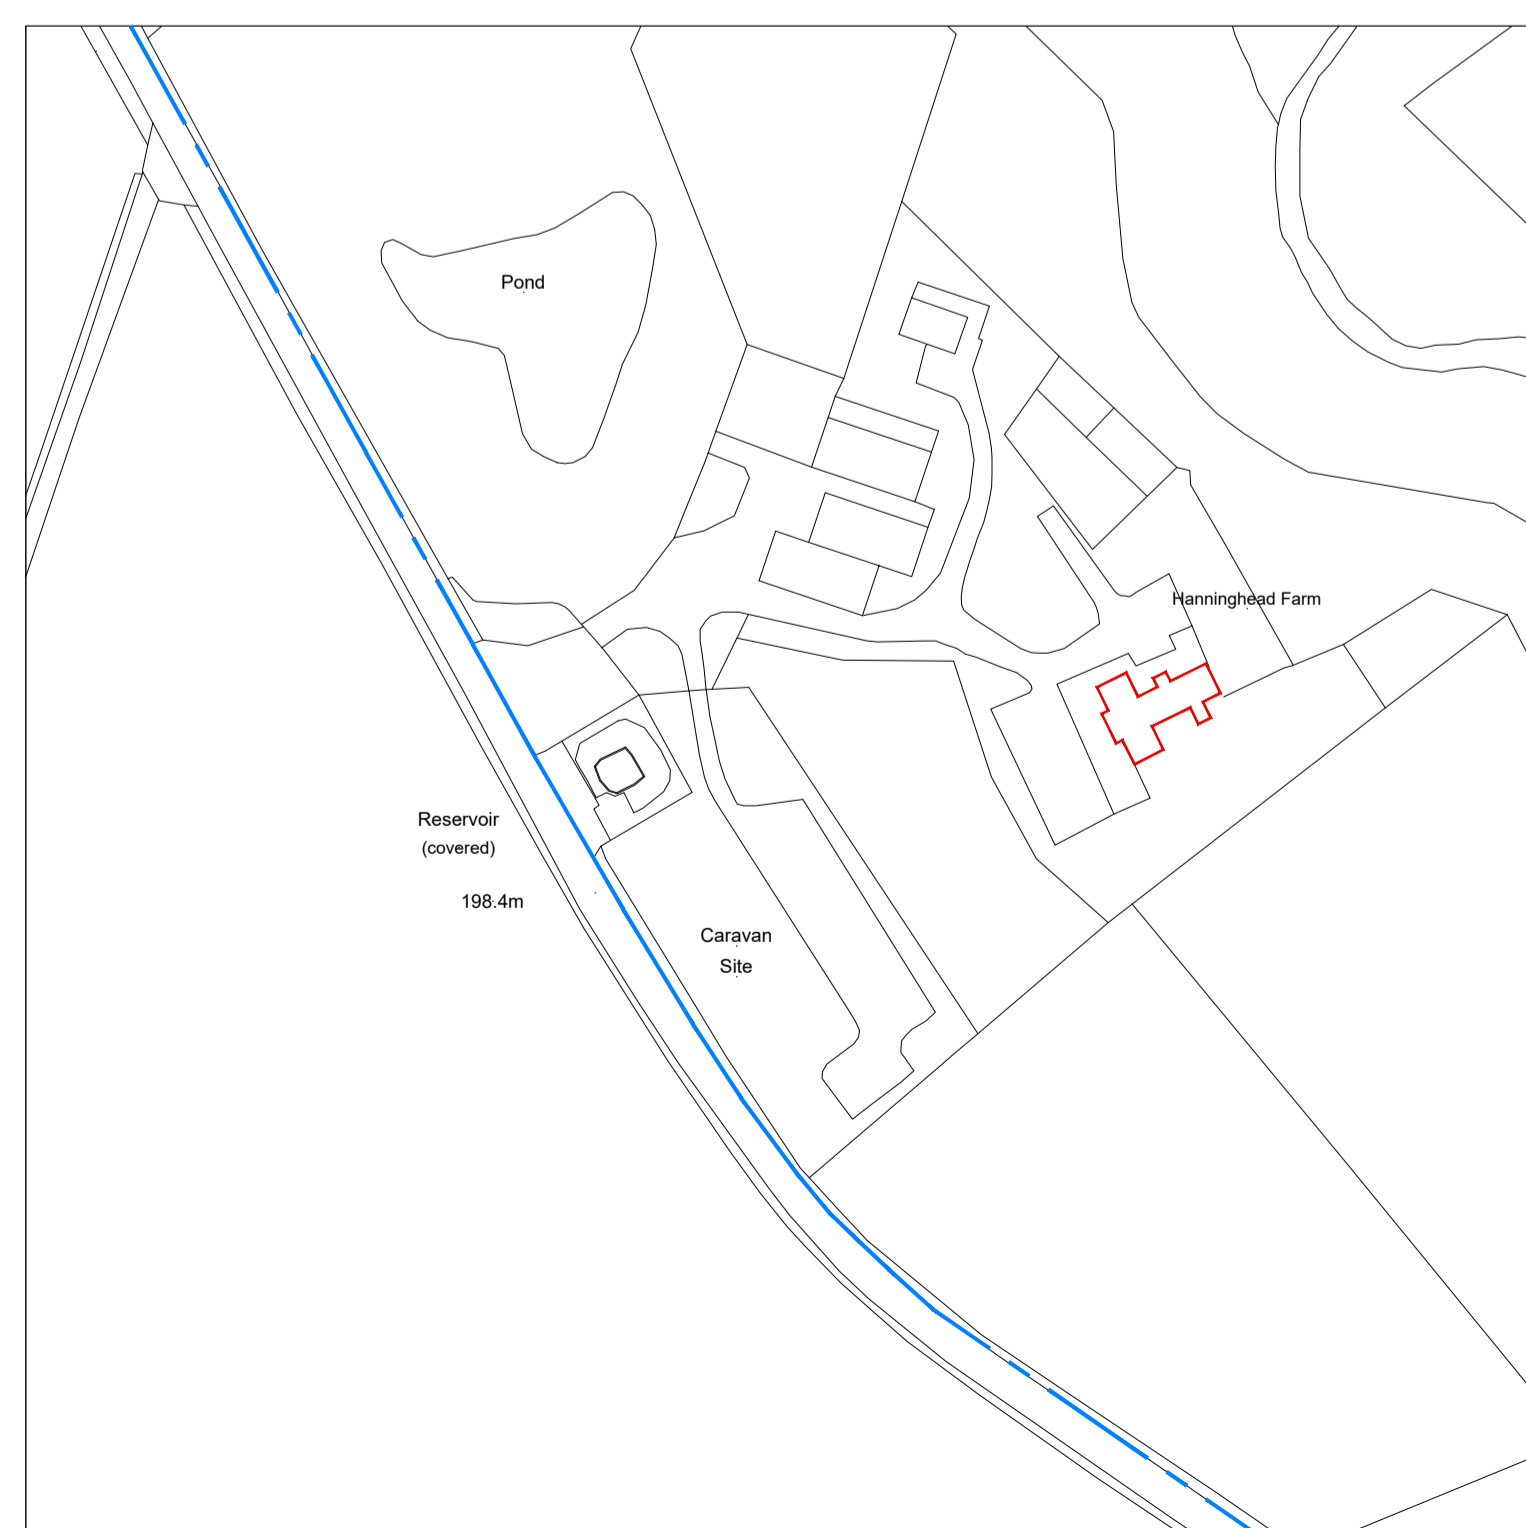 Pond
Hanninghead Farm
Reservoir
(covered)
198.4m
Caravan
Site